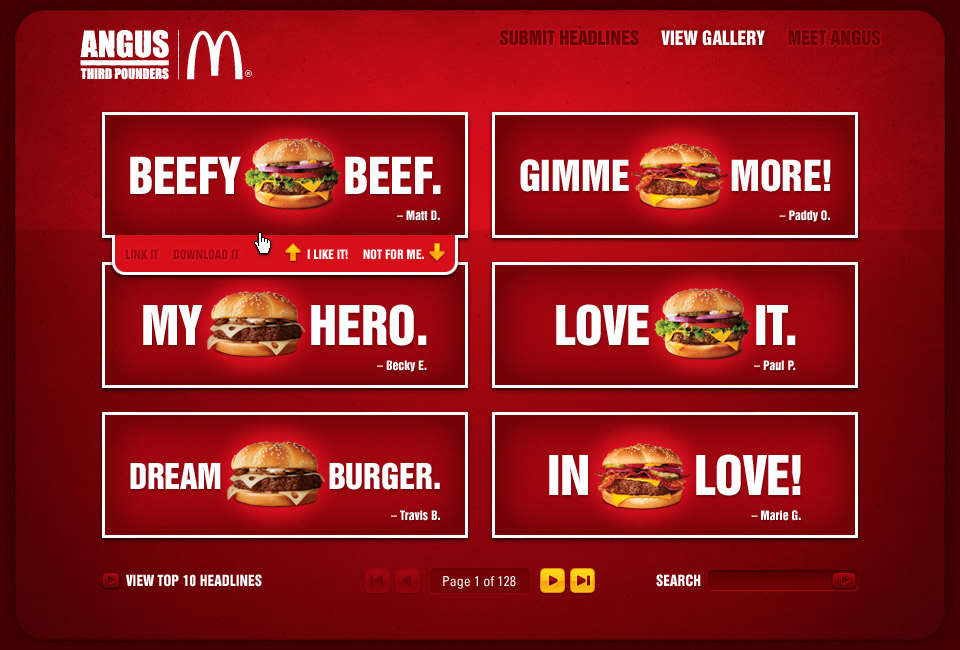 ANGUS
THIRD POUNDERS
®
SUBMIT HEADLINES VIEW GALLERY MEET ANGUS
BEEFY BEEF.
– Matt D.
GIMME MORE!
– Paddy O.
LINK IT DOWNLOAD IT I LIKE IT! NOT FOR ME.
MY HERO.
– Becky E.
LOVE IT.
– Paul P.
DREAM BURGER.
– Travis B.
IN LOVE!
– Marie G.
VIEW TOP 10 HEADLINES Page 1 of 128 SEARCH